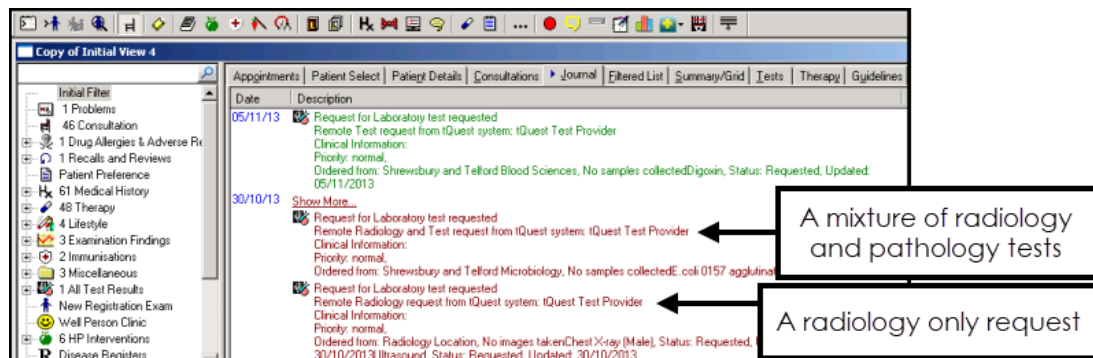 Copy of Initial View 4
Appointments Patient Select Patient Details Consultations Journal Filtered List Summary/Grid Tests Therapy Guidelines
Initial Filter
1 Problems
46 Consultation
1 Drug Allergies & Adverse Re
1 Recalls and Reviews
Patient Preference
61 Medical History
48 Therapy
4 Lifestyle
3 Examination Findings
2 Immunisations
3 Miscellaneous
1 All Test Results
New Registration Exam
Well Person Clinic
6 HP Interventions
Disease Registers
Date Description
05/11/13 Request for Laboratory test requested
Remote Test request from tQuest system: tQuest Test Provider
Clinical Information:
Priority: normal,
Ordered from: Shrewsbury and Telford Blood Sciences, No samples collectedDigoxin, Status: Requested, Updated:
05/11/2013
30/10/13 Show More...
Request for Laboratory test requested
Remote Radiology and Test request from tQuest system: tQuest Test Provider
Clinical Information:
Priority: normal,
Ordered from: Shrewsbury and Telford Microbiology, No samples collectedE.coli 0157 agglutinat
Request for Laboratory test requested
Remote Radiology request from tQuest system: tQuest Test Provider
Clinical Information:
Priority: normal,
Ordered from: Radiology Location, No images takenChest X-ray (Male), Status: Requested,
30/10/2013Ultrasound, Status: Requested, Updated: 30/10/2013
A mixture of radiology
and pathology tests
A radiology only request